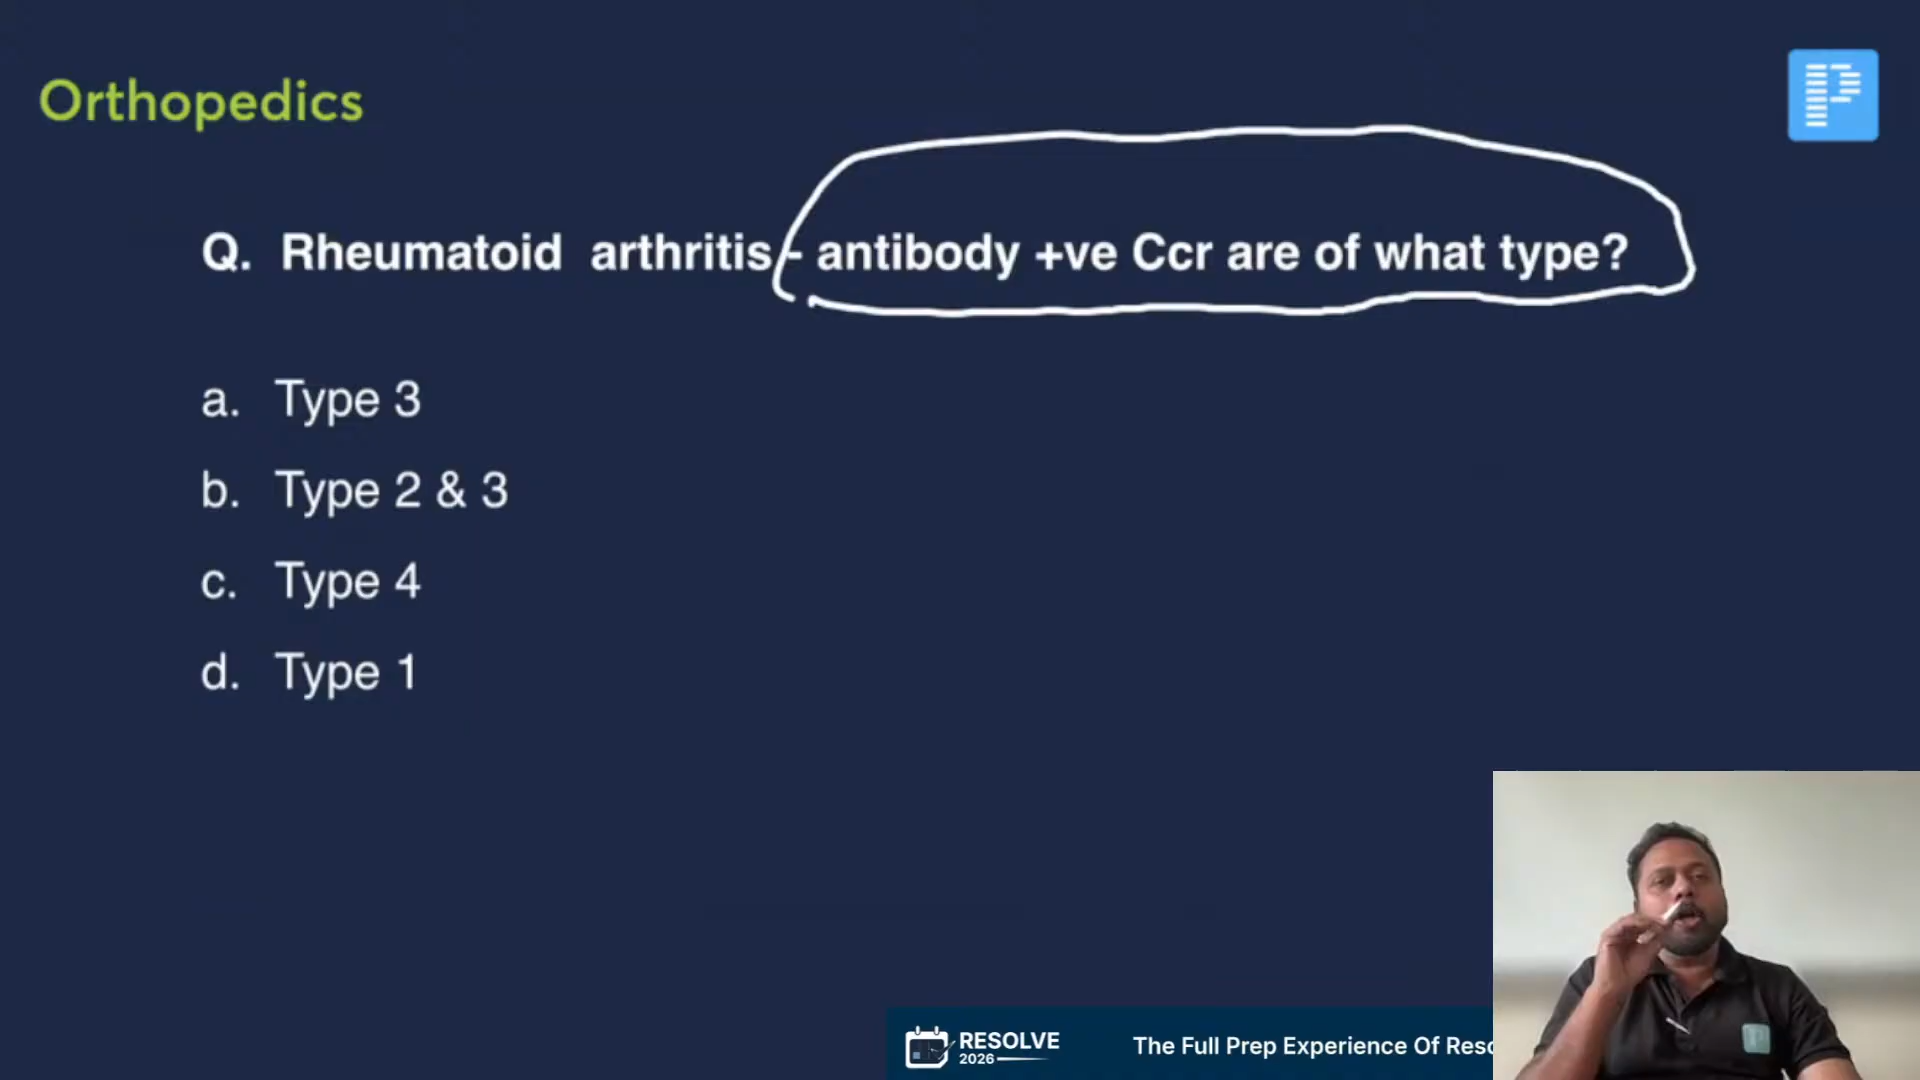 Orthopedics
Q. Rheumatoid arthritis - antibody +ve Ccr are of what type?
a. Type 3
b. Type 2 & 3
c. Type 4
d. Type 1
RESOLVE
2026
The Full Prep Experience Of Reso